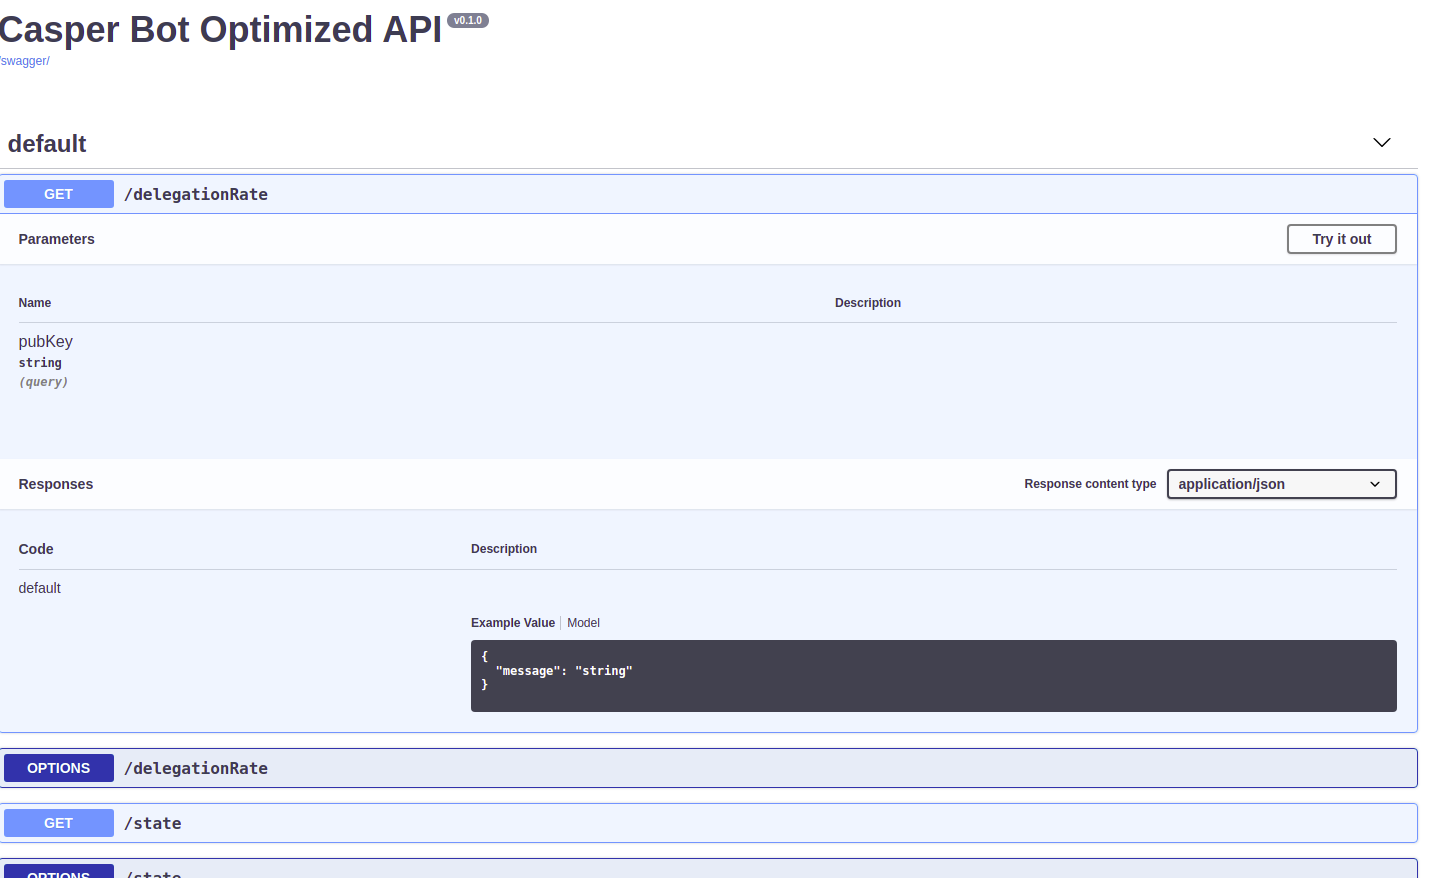 Casper Bot Optimized API v0.1.0
/swagger/
default
GET /delegationRate
Parameters Try it out
Name Description
pubKey
string
(query)
Responses Response content type application/json
Code Description
default
Example Value Model
{
"message": "string"
}
OPTIONS /delegationRate
GET /state
OPTIONS /state